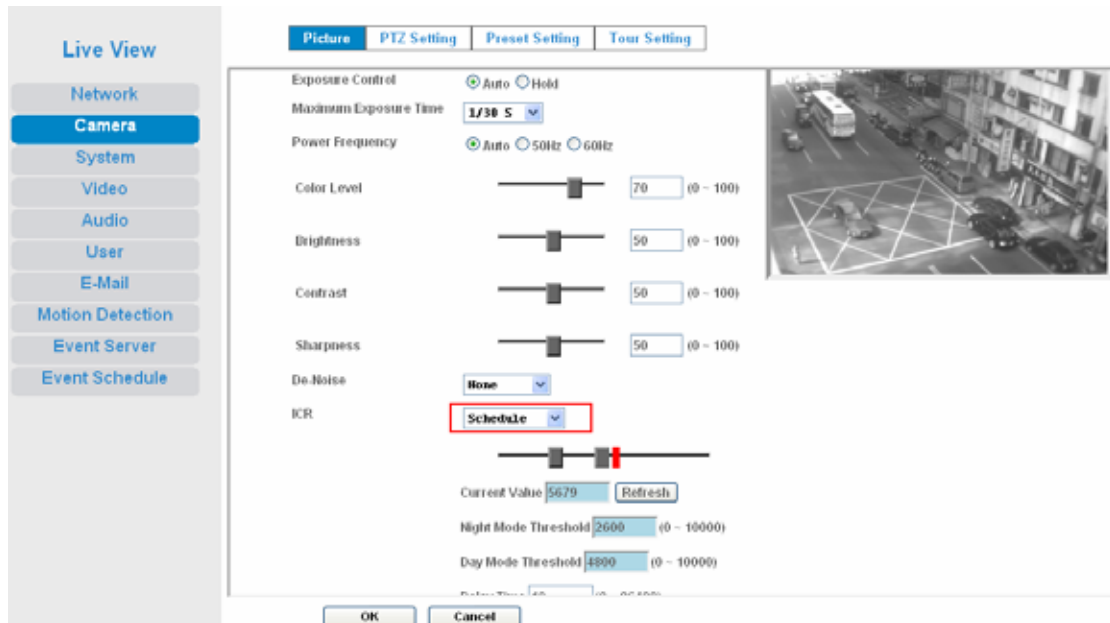 Live View
Network
Camera
System
Video
Audio
User
E-Mail
Motion Detection
Event Server
Event Schedule
Picture PTZ Setting Preset Setting Tour Setting
Exposure Control Auto Hold
Maximum Exposure Time 1/30 S
Power Frequency Auto 50Hz 60Hz
Color Level 70 (0 ~ 100)
Brightness 50 (0 ~ 100)
Contrast 50 (0 ~ 100)
Sharpness 50 (0 ~ 100)
De-Noise None
ICR Schedule
Current Value 5679 Refresh
Night Mode Threshold 2600 (0 ~ 10000)
Day Mode Threshold 4800 (0 ~ 10000)
OK Cancel